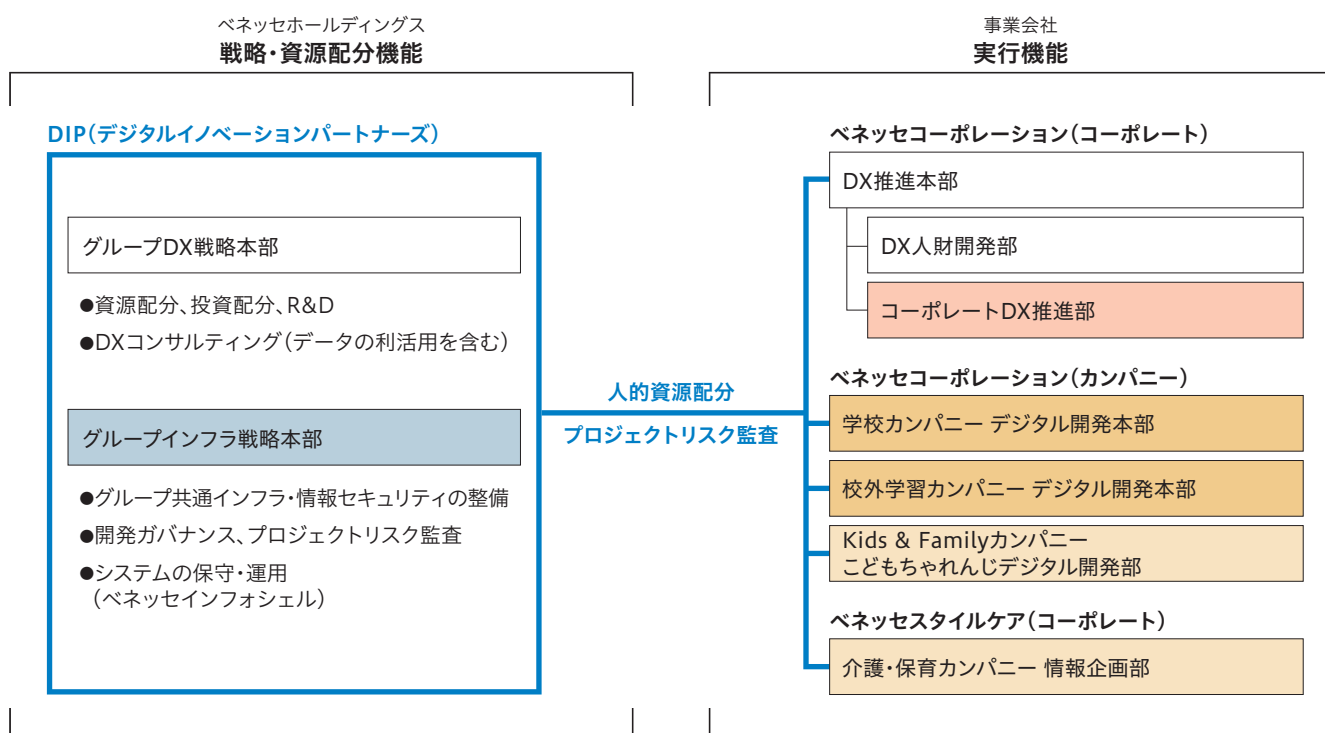 ベネッセホールディングス
戦略・資源配分機能
DIP（デジタルイノベーションパートナーズ）
グループDX戦略本部
●資源配分、投資配分、R&D
●DXコンサルティング（データの利活用を含む）
グループインフラ戦略本部
●グループ共通インフラ・情報セキュリティの整備
●開発ガバナンス、プロジェクトリスク監査
●システムの保守・運用
（ベネッセインフォシェル）
人的資源配分
プロジェクトリスク監査
事業会社
実行機能
ベネッセコーポレーション（コーポレート）
DX推進本部
DX人財開発部
コーポレートDX推進部
ベネッセコーポレーション（カンパニー）
学校カンパニー デジタル開発本部
校外学習カンパニー デジタル開発本部
Kids & Familyカンパニー
こどもちゃれんじデジタル開発部
ベネッセスタイルケア（コーポレート）
介護・保育カンパニー 情報企画部